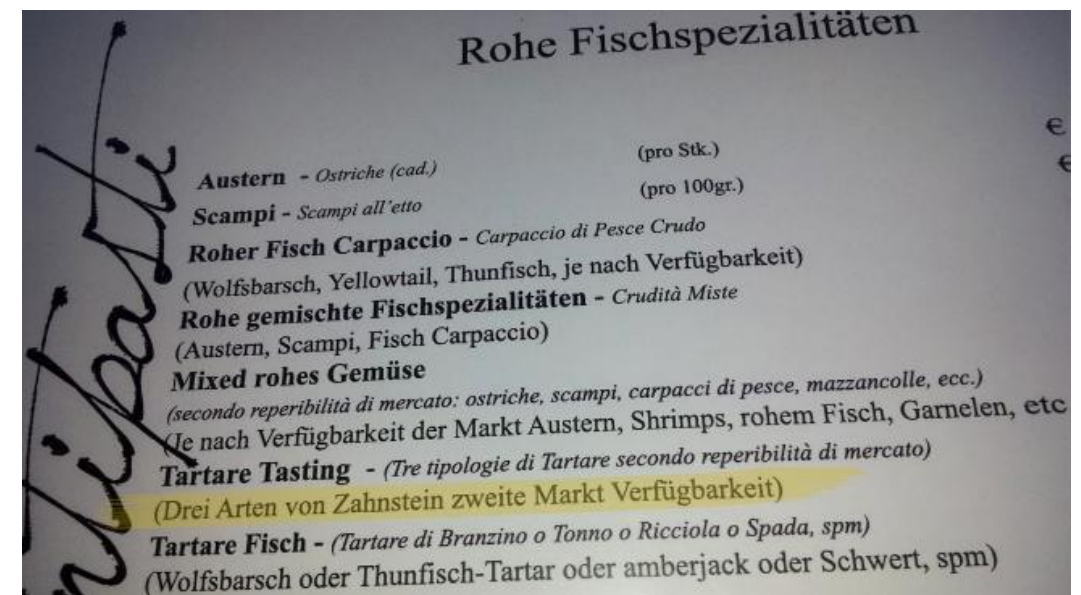 Rohe Fischspezialitäten
Antipasti
Austern - Ostriche (cad.) (pro Stk.) €
Scampi - Scampi all'etto (pro 100gr.) €
Roher Fisch Carpaccio - Carpaccio di Pesce Crudo
(Wolfsbarsch, Yellowtail, Thunfisch, je nach Verfügbarkeit)
Rohe gemischte Fischspezialitäten - Crudità Miste
(Austern, Scampi, Fisch Carpaccio)
Mixed rohes Gemüse
(secondo reperibilità di mercato: ostriche, scampi, carpacci di pesce, mazzancolle, ecc.)
(Je nach Verfügbarkeit der Markt Austern, Shrimps, rohem Fisch, Garnelen, etc
Tartare Tasting - (Tre tipologie di Tartare secondo reperibilità di mercato)
(Drei Arten von Zahnstein zweite Markt Verfügbarkeit)
Tartare Fisch - (Tartare di Branzino o Tonno o Ricciola o Spada, spm)
(Wolfsbarsch oder Thunfisch-Tartar oder amberjack oder Schwert, spm)